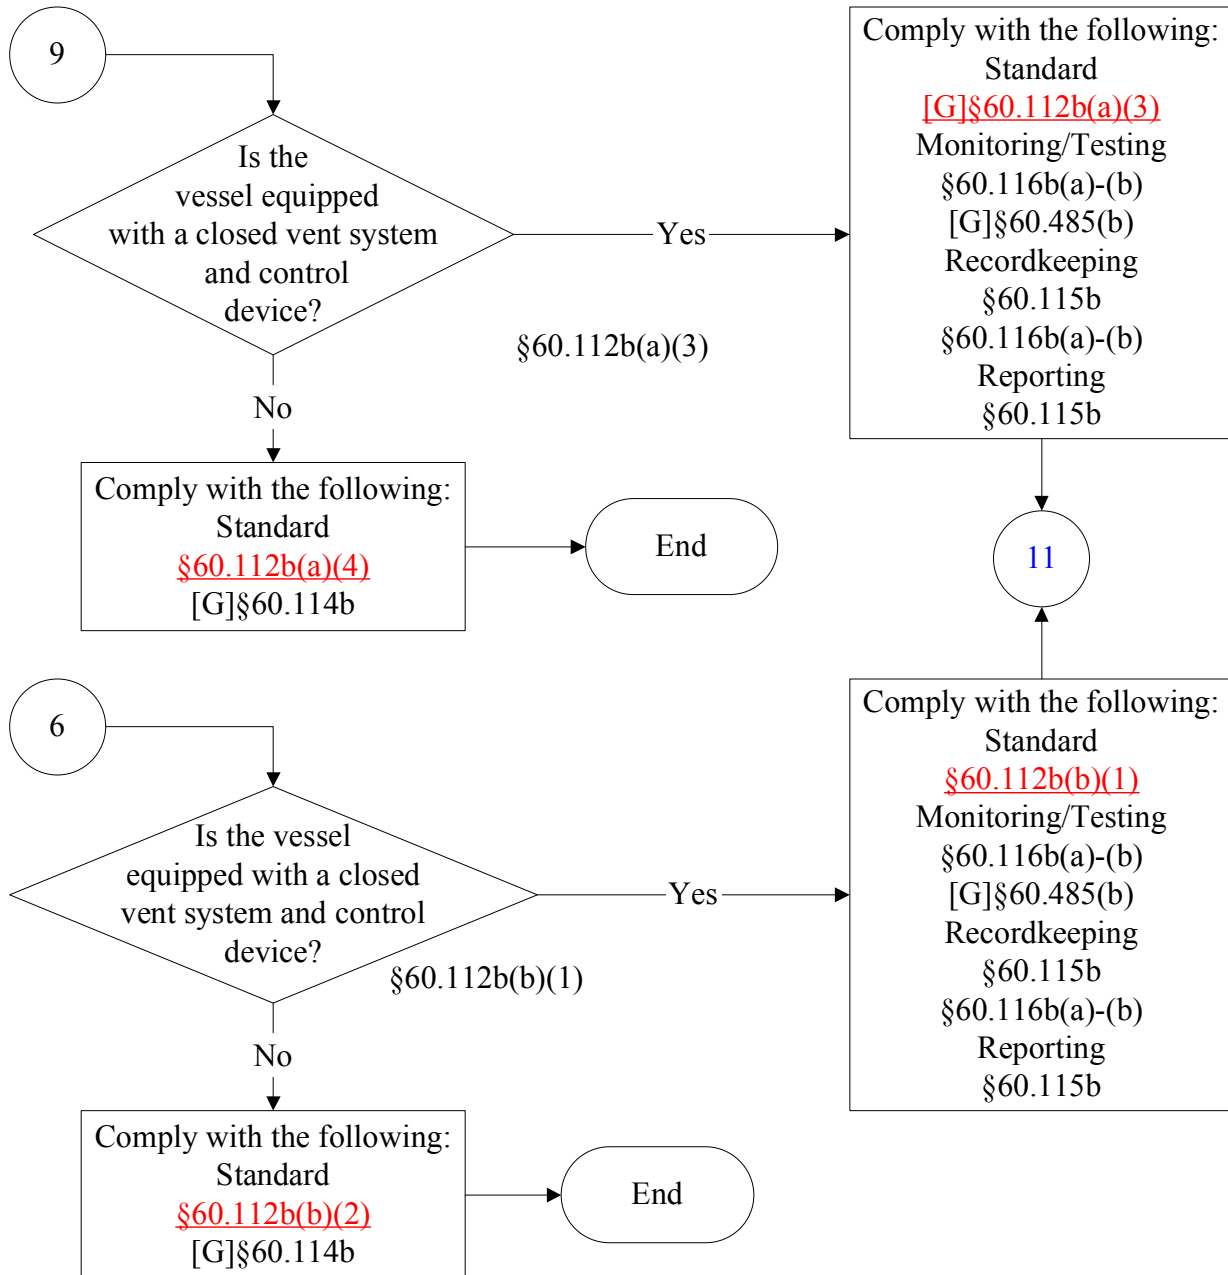 9
Is the
vessel equipped
with a closed vent system
and control
device?
Yes
§60.112b(a)(3)
No
Comply with the following:
Standard
[G]§60.112b(a)(3)
Monitoring/Testing
§60.116b(a)-(b)
[G]§60.485(b)
Recordkeeping
§60.115b
§60.116b(a)-(b)
Reporting
§60.115b
Comply with the following:
Standard
§60.112b(a)(4)
[G]§60.114b
End
11
6
Is the vessel
equipped with a closed
vent system and control
device?
Yes
§60.112b(b)(1)
No
Comply with the following:
Standard
§60.112b(b)(1)
Monitoring/Testing
§60.116b(a)-(b)
[G]§60.485(b)
Recordkeeping
§60.115b
§60.116b(a)-(b)
Reporting
§60.115b
Comply with the following:
Standard
§60.112b(b)(2)
[G]§60.114b
End